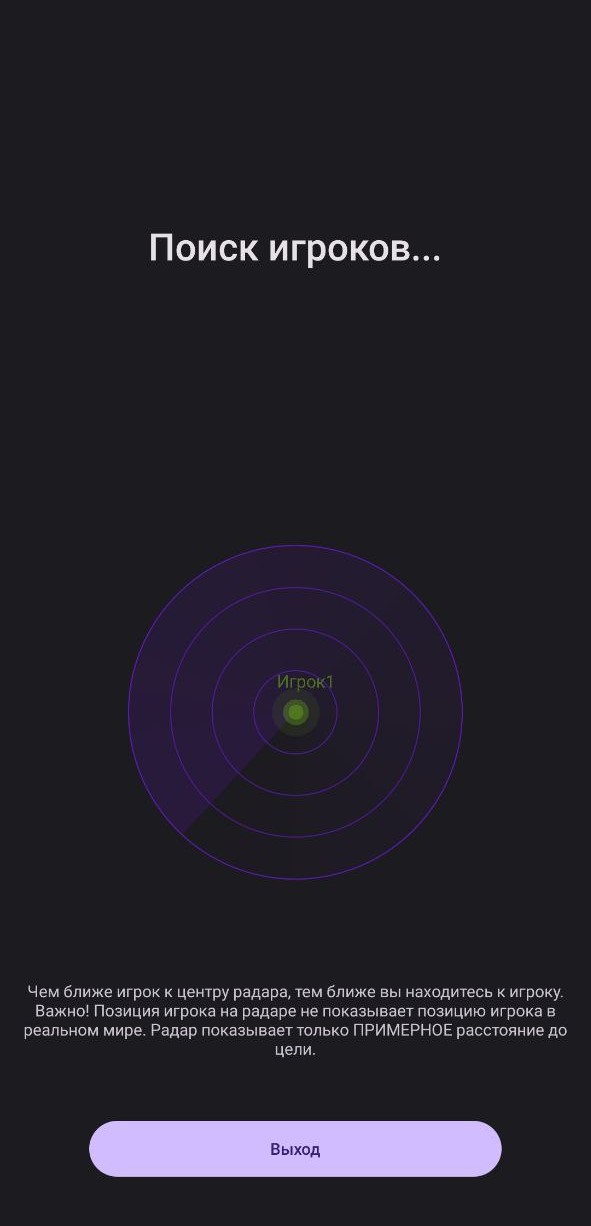 Поиск игроков...
Игрок1
Чем ближе игрок к центру радара, тем ближе вы находитесь к игроку.
Важно! Позиция игрока на радаре не показывает позицию игрока в
реальном мире. Радар показывает только ПРИМЕРНОЕ расстояние до
цели.
Выход